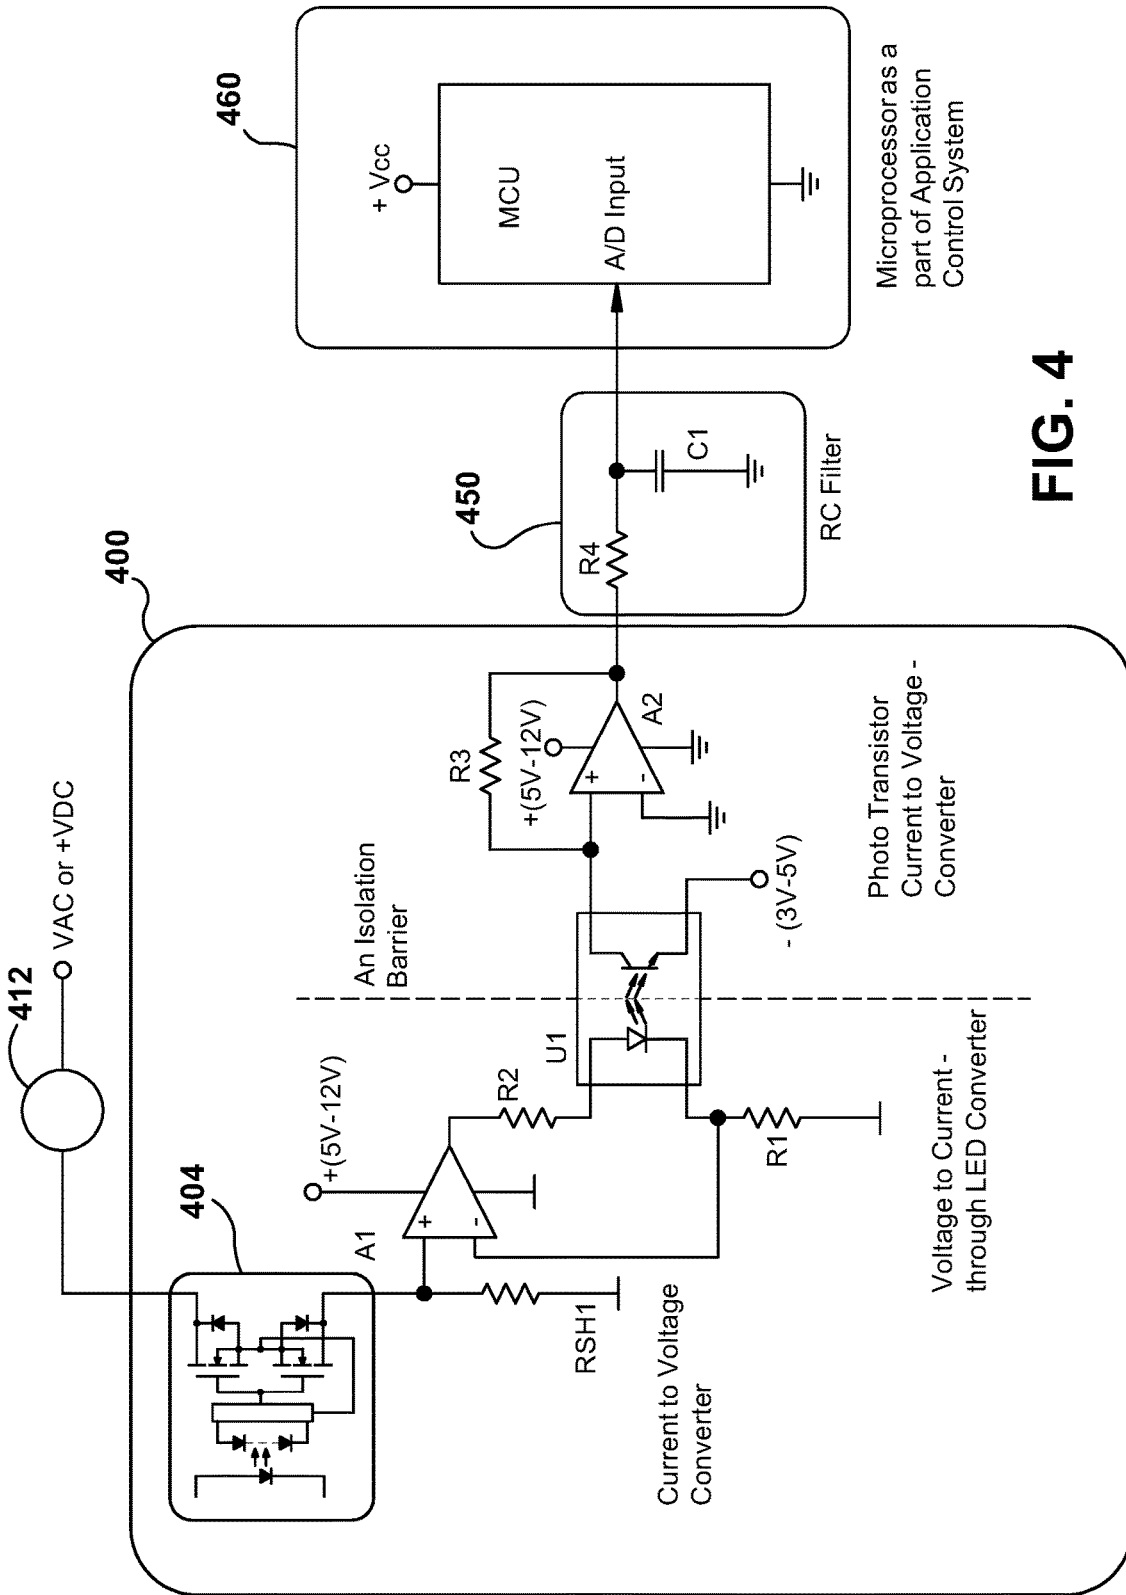 400
412
VAC or +VDC
404
A1
+
-
+(5V-12V)
RSH1
Current to Voltage
Converter
R2
U1
R1
Voltage to Current -
through LED Converter
An Isolation
Barrier
- (3V-5V)
R3
+(5V-12V)
+
-
A2
Photo Transistor
Current to Voltage -
Converter
450
R4
C1
RC Filter
460
+ Vcc
MCU
A/D Input
Microprocessor as a
part of Application
Control System
FIG. 4